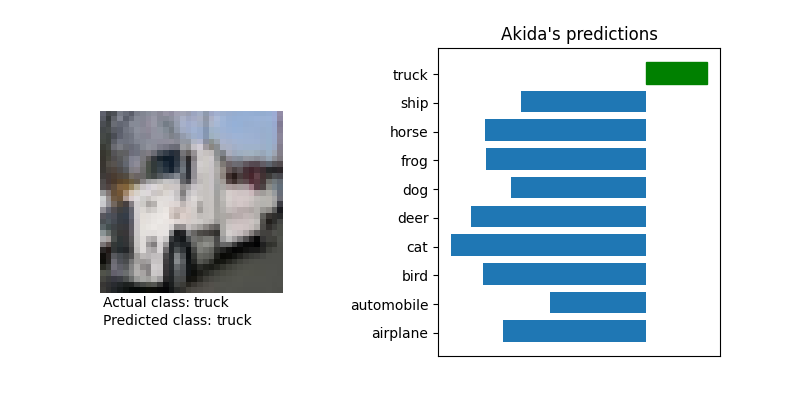 Akida's predictions
truck
ship
horse
frog
dog
deer
cat
bird
automobile
airplane
Actual class: truck
Predicted class: truck